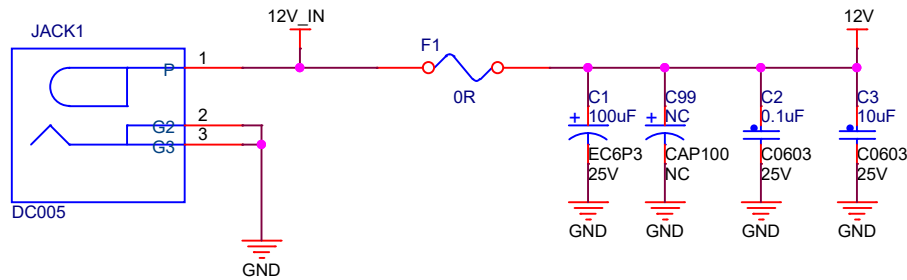 JACK1
12V_IN
12V
F1
1
P
0R
C1
100uF
C99
NC
C2
0.1uF
C3
10uF
+
+
2
G2
3
G3
EC6P3
25V
CAP100
NC
C0603
25V
C0603
25V
DC005
GND
GND
GND
GND
GND